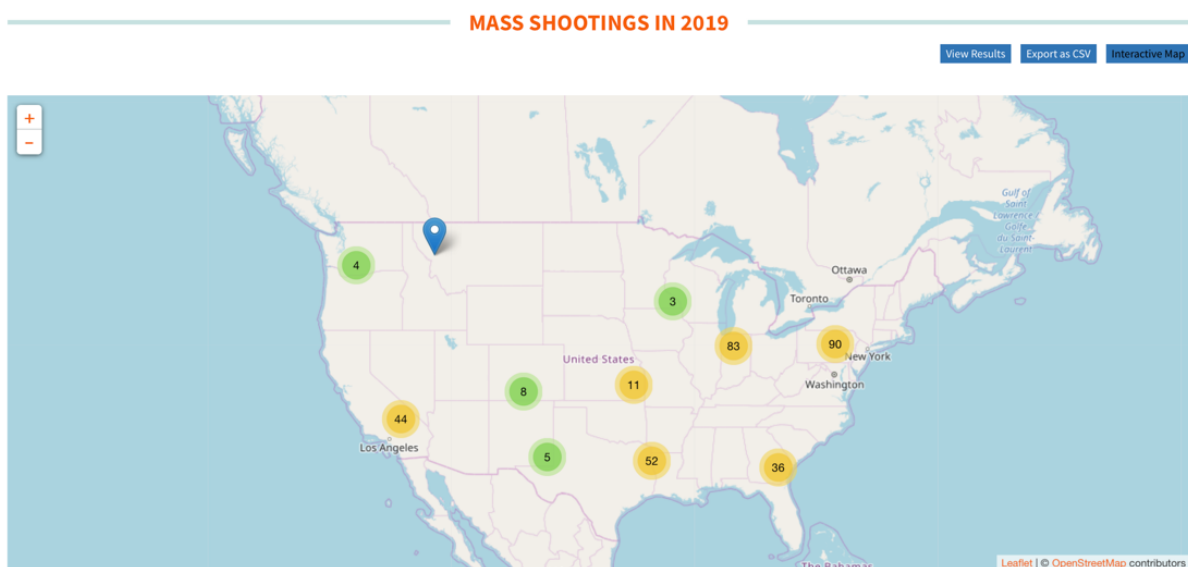 MASS SHOOTINGS IN 2019
View Results Export as CSV Interactive Map
+
−
Gulf of
Saint
Lawrence
Golfe
du Saint-
Laurent
4
Ottawa
3
Toronto
83
90
United States
New York
11
Washington
8
44
Los Angeles
5
52
36
The Bahamas
Leaflet | © OpenStreetMap contributors